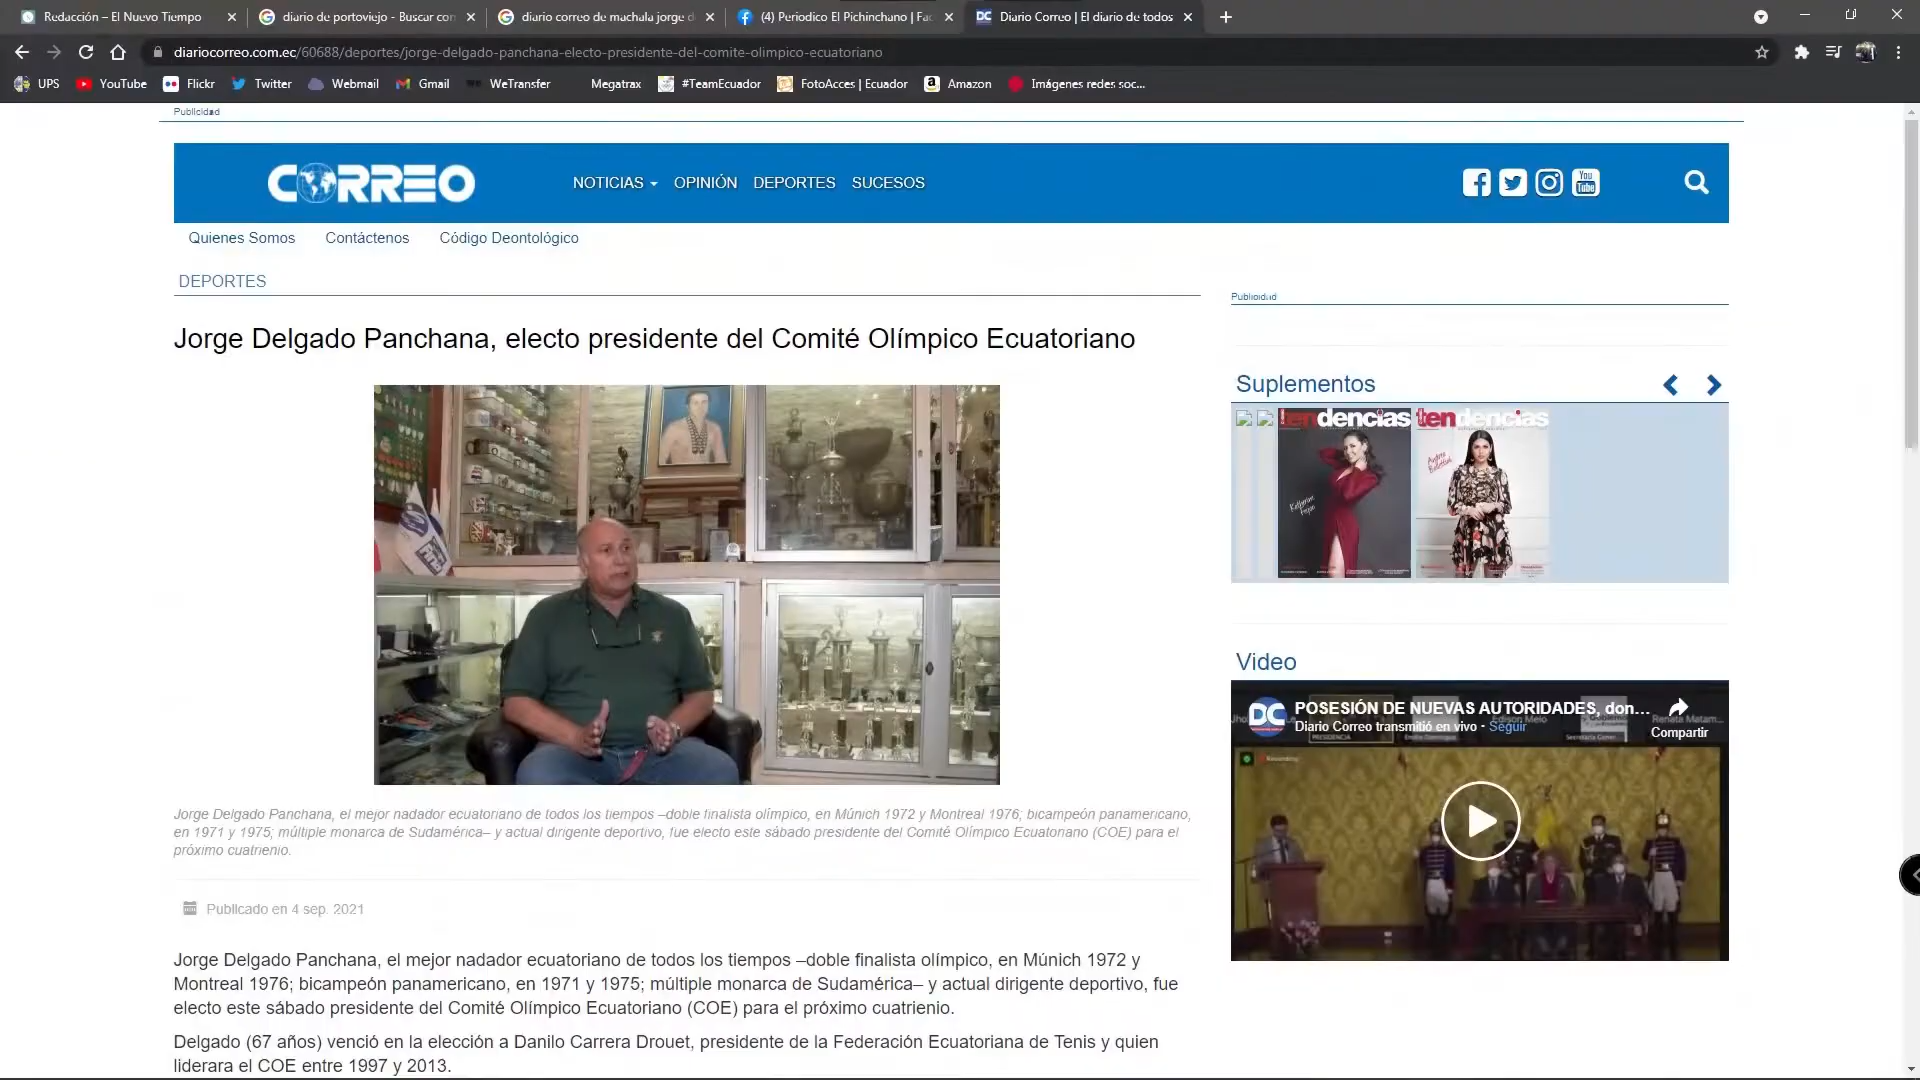 Redacción – El Nuevo Tiempo
diario de portoviejo - Buscar con
diario correo de machala jorge d
(4) Periodico El Pichinchano | Fac
Diario Correo | El diario de todos
diariocorreo.com.ec/60688/deportes/jorge-delgado-panchana-electo-presidente-del-comite-olimpico-ecuatoriano
UPS YouTube Flickr Twitter Webmail Gmail WeTransfer Megatrax #TeamEcuador FotoAcces | Ecuador Amazon Imágenes redes soc...
Publicidad
CORREO
NOTICIAS OPINIÓN DEPORTES SUCESOS
You
Tube
Quienes Somos Contáctenos Código Deontológico
DEPORTES
Jorge Delgado Panchana, electo presidente del Comité Olímpico Ecuatoriano
Jorge Delgado Panchana, el mejor nadador ecuatoriano de todos los tiempos –doble finalista olímpico, en Múnich 1972 y Montreal 1976; bicampeón panamericano,
en 1971 y 1975; múltiple monarca de Sudamérica– y actual dirigente deportivo, fue electo este sábado presidente del Comité Olímpico Ecuatoriano (COE) para el
próximo cuatrienio.
Publicado en 4 sep. 2021
Jorge Delgado Panchana, el mejor nadador ecuatoriano de todos los tiempos –doble finalista olímpico, en Múnich 1972 y
Montreal 1976; bicampeón panamericano, en 1971 y 1975; múltiple monarca de Sudamérica– y actual dirigente deportivo, fue
electo este sábado presidente del Comité Olímpico Ecuatoriano (COE) para el próximo cuatrienio.
Delgado (67 años) venció en la elección a Danilo Carrera Drouet, presidente de la Federación Ecuatoriana de Tenis y quien
liderara el COE entre 1997 y 2013.
Publicidad
Suplementos
tendencias
tendencias
Video
DC
POSESIÓN DE NUEVAS AUTORIDADES, don...
Diario Correo transmitió en vivo - Seguir
Compartir